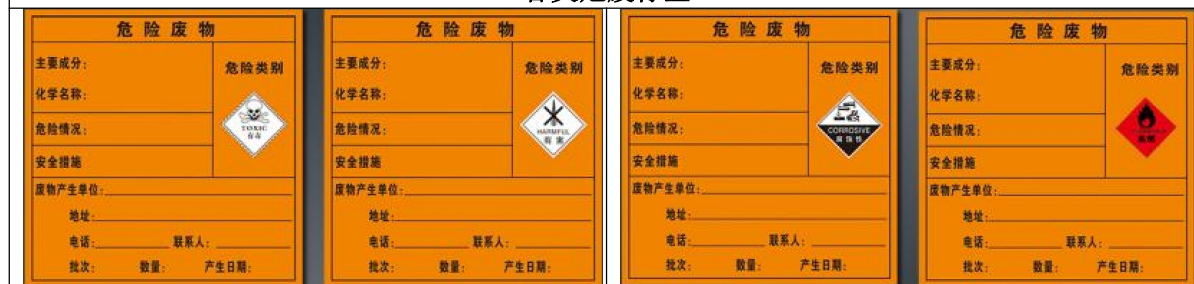 危险废物
主要成分：
危险类别
化学名称：
TOXIC
有毒
危险情况：
安全措施
废物产生单位：
地址：
电话： 联系人：
批次： 数量： 产生日期：
危险废物
主要成分：
危险类别
化学名称：
HARMFUL
有害
危险情况：
安全措施
废物产生单位：
地址：
电话： 联系人：
批次： 数量： 产生日期：
危险废物
主要成分：
危险类别
化学名称：
CORROSIVE
腐蚀性
危险情况：
安全措施
废物产生单位：
地址：
电话： 联系人：
批次： 数量： 产生日期：
危险废物
主要成分：
危险类别
化学名称：
危险情况：
安全措施
废物产生单位：
地址：
电话： 联系人：
批次： 数量： 产生日期：